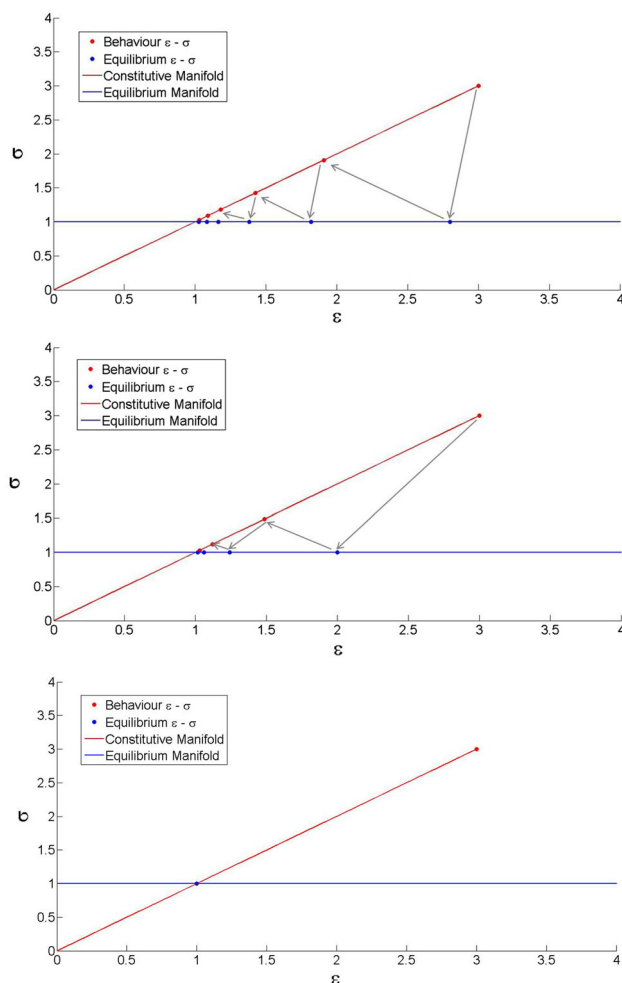 4
3.5
3
2.5
2
1.5
1
0.5
0
σ
Behaviour ε - σ
Equilibrium ε - σ
Constitutive Manifold
Equilibrium Manifold
0 0.5 1 1.5 2 2.5 3 3.5 4
ε
4
3.5
3
2.5
2
1.5
1
0.5
0
σ
Behaviour ε - σ
Equilibrium ε - σ
Constitutive Manifold
Equilibrium Manifold
0 0.5 1 1.5 2 2.5 3 3.5 4
ε
4
3.5
3
2.5
2
1.5
1
0.5
0
σ
Behaviour ε - σ
Equilibrium ε - σ
Constitutive Manifold
Equilibrium Manifold
0 0.5 1 1.5 2 2.5 3 3.5 4
ε